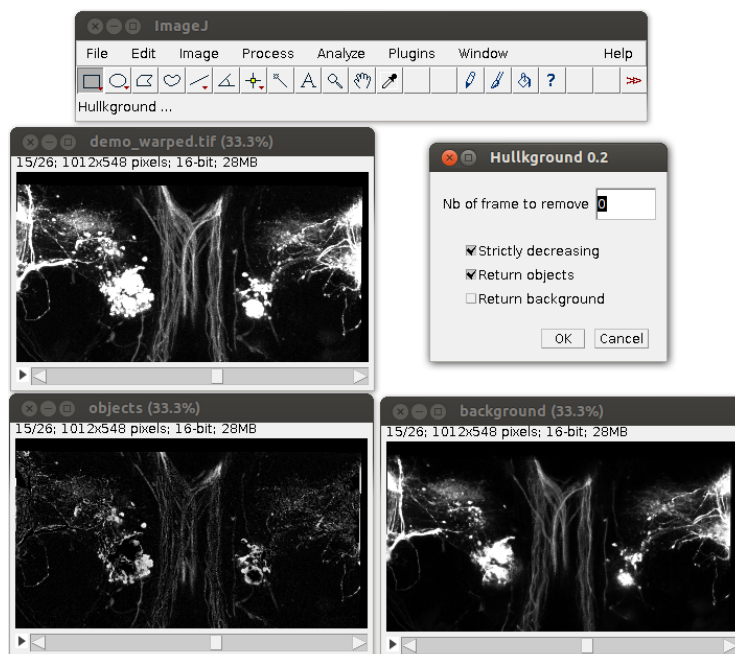 ImageJ
File Edit Image Process Analyze Plugins Window Help
A ?
Hullkground ...
demo_warped.tif (33.3%)
15/26; 1012x548 pixels; 16-bit; 28MB
Hullkground 0.2
Nb of frame to remove 0
Strictly decreasing
Return objects
Return background
OK Cancel
objects (33.3%)
15/26; 1012x548 pixels; 16-bit; 28MB
background (33.3%)
15/26; 1012x548 pixels; 16-bit; 28MB